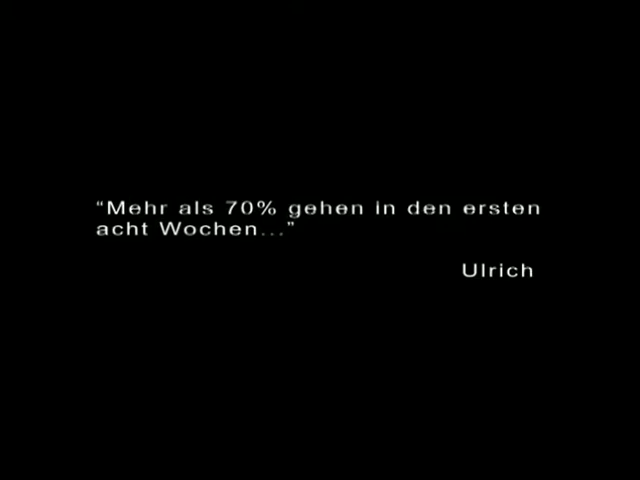 “Mehr als 70% gehen in den ersten
acht Wochen...”
Ulrich